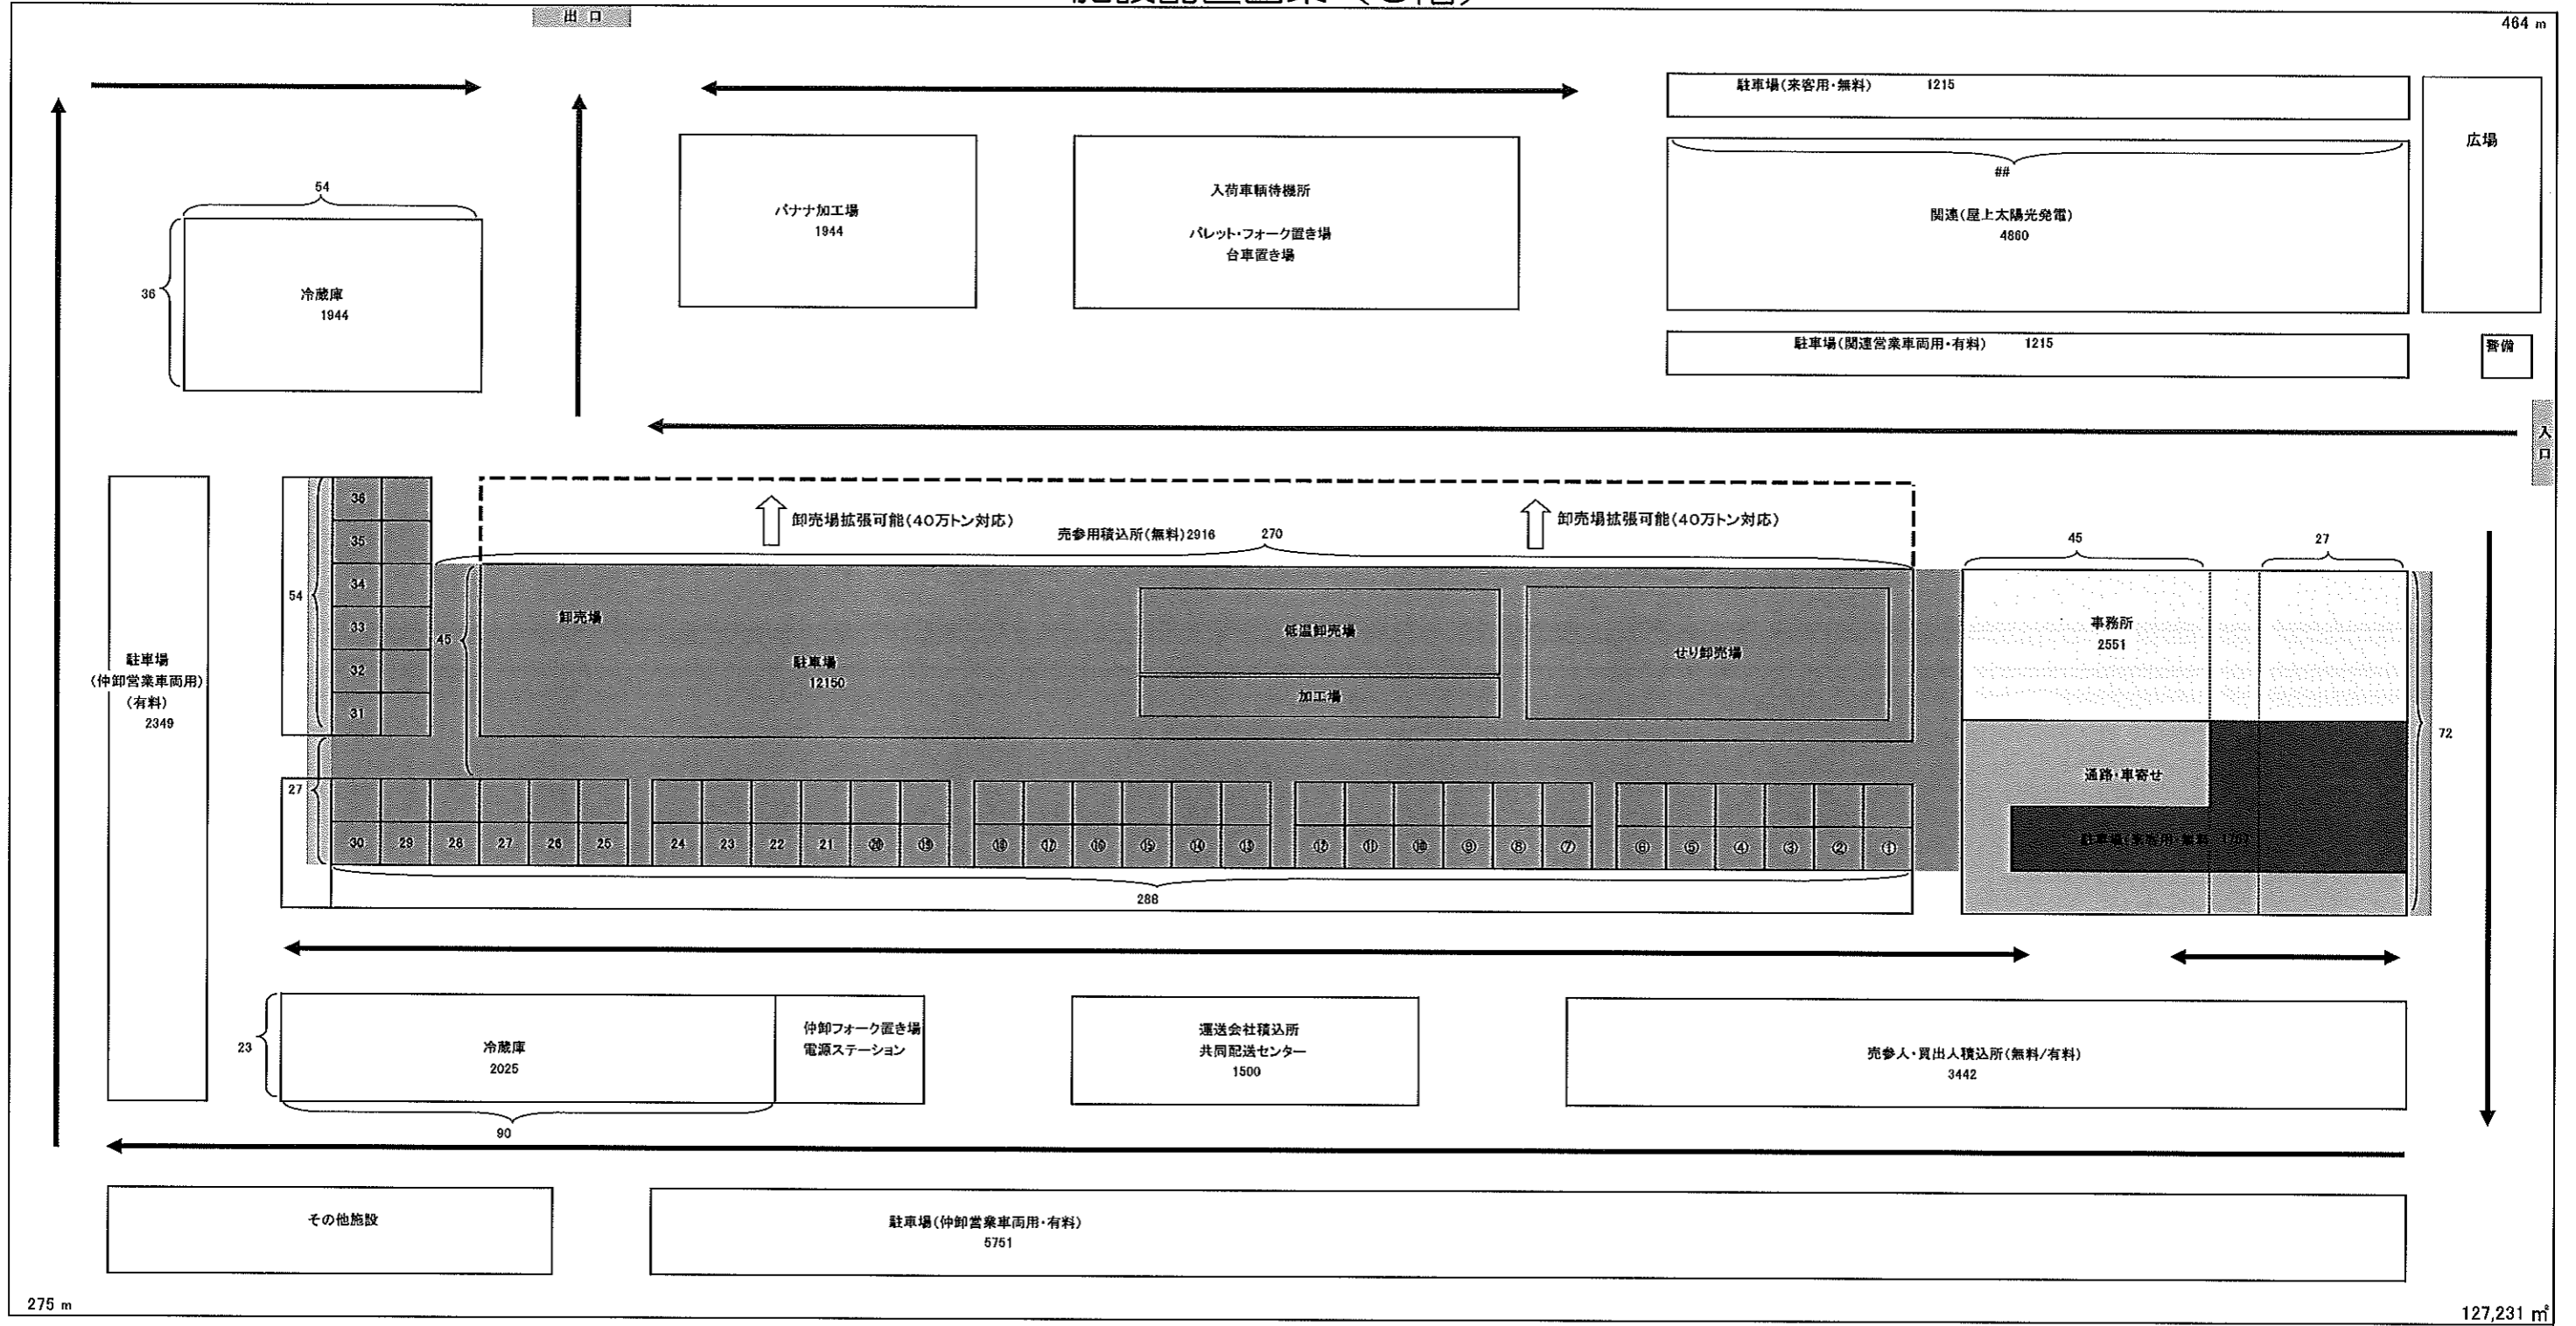 出 口
464 m
駐車場(来客用・無料) 1215
広場
##
関連(屋上太陽光発電)
4860
駐車場(関連営業車両用・有料) 1215
警備
入口
54
36
冷蔵庫
1944
バナナ加工場
1944
入荷車輌待機所
パレット・フォーク置き場
台車置き場
36
35
34
33
32
31
54
27
45
卸売場拡張可能(40万トン対応)
卸売場拡張可能(40万トン対応)
売参用積込所(無料)2916
270
卸売場
駐車場
12150
低温卸売場
加工場
せり卸売場
45
27
事務所
2551
72
通路・車寄せ
駐車場(来客用・無料
駐車場
(仲卸営業車両用)
(有料)
2349
30 29 28 27 26 25 24 23 22 21 ⑳ ⑲ ⑱ ⑰ ⑯ ⑮ ⑭ ⑬ ⑫ ⑪ ⑩ ⑨ ⑧ ⑦ ⑥ ⑤ ④ ③ ② ①
288
23
冷蔵庫
2025
90
仲卸フォーク置き場
電源ステーション
運送会社積込所
共同配送センター
1500
売参人・買出人積込所(無料/有料)
3442
その他施設
駐車場(仲卸営業車両用・有料)
5751
275 m
127,231 ㎡